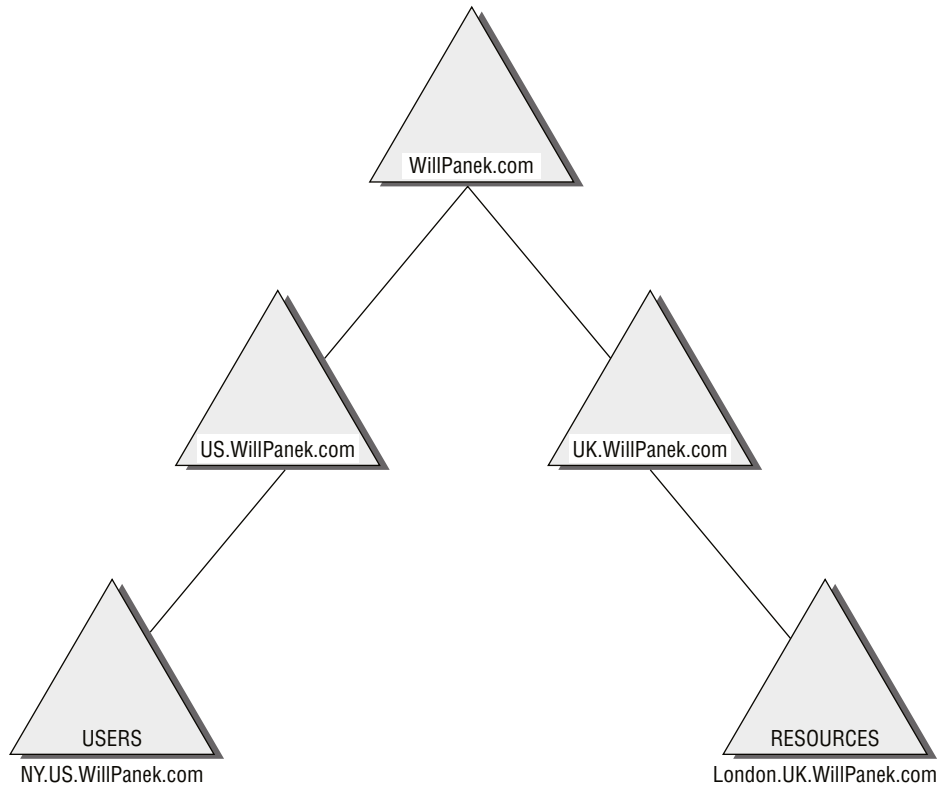 WillPanek.com
US.WillPanek.com
UK.WillPanek.com
USERS
RESOURCES
NY.US.WillPanek.com
London.UK.WillPanek.com